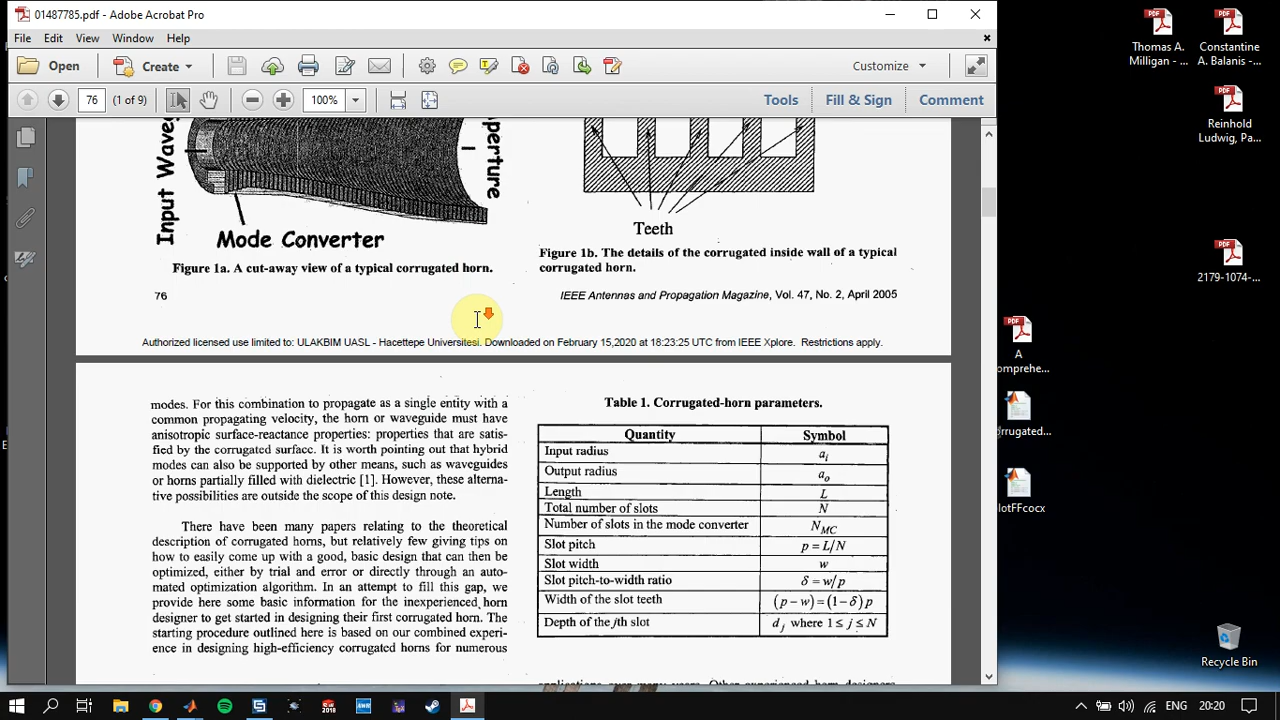 01487785.pdf - Adobe Acrobat Pro
File Edit View Window Help
Open Create Customize
76 (1 of 9) 100% Tools Fill & Sign Comment
Input Waveg
perture
Mode Converter
Figure 1a. A cut-away view of a typical corrugated horn.
Teeth
Figure 1b. The details of the corrugated inside wall of a typical
corrugated horn.
76
IEEE Antennas and Propagation Magazine, Vol. 47, No. 2, April 2005
Authorized licensed use limited to: ULAKBIM UASL - Hacettepe Universitesi. Downloaded on February 15,2020 at 18:23:25 UTC from IEEE Xplore. Restrictions apply.
modes. For this combination to propagate as a single entity with a
common propagating velocity, the horn or waveguide must have
anisotropic surface-reactance properties: properties that are satis-
fied by the corrugated surface. It is worth pointing out that hybrid
modes can also be supported by other means, such as waveguides
or horns partially filled with dielectric [1]. However, these alterna-
tive possibilities are outside the scope of this design note.
There have been many papers relating to the theoretical
description of corrugated horns, but relatively few giving tips on
how to easily come up with a good, basic design that can then be
optimized, either by trial and error or directly through an auto-
mated optimization algorithm. In an attempt to fill this gap, we
provide here some basic information for the inexperienced horn
designer to get started in designing their first corrugated horn. The
starting procedure outlined here is based on our combined experi-
ence in designing high-efficiency corrugated horns for numerous
Table 1. Corrugated-horn parameters.
Quantity Symbol
Input radius a_i
Output radius a_o
Length L
Total number of slots N
Number of slots in the mode converter N_MC
Slot pitch p = L/N
Slot width w
Slot pitch-to-width ratio δ = w/p
Width of the slot teeth (p − w) = (1 − δ) p
Depth of the jth slot d_j where 1 ≤ j ≤ N
applications over many years. Other experienced horn designers
Thomas A.
Milligan - ...
Constantine
A. Balanis -...
Reinhold
Ludwig, Pa...
2179-1074-...
A
Comprehe...
orrugated...
lotFFcocx
Recycle Bin
ENG 20:20